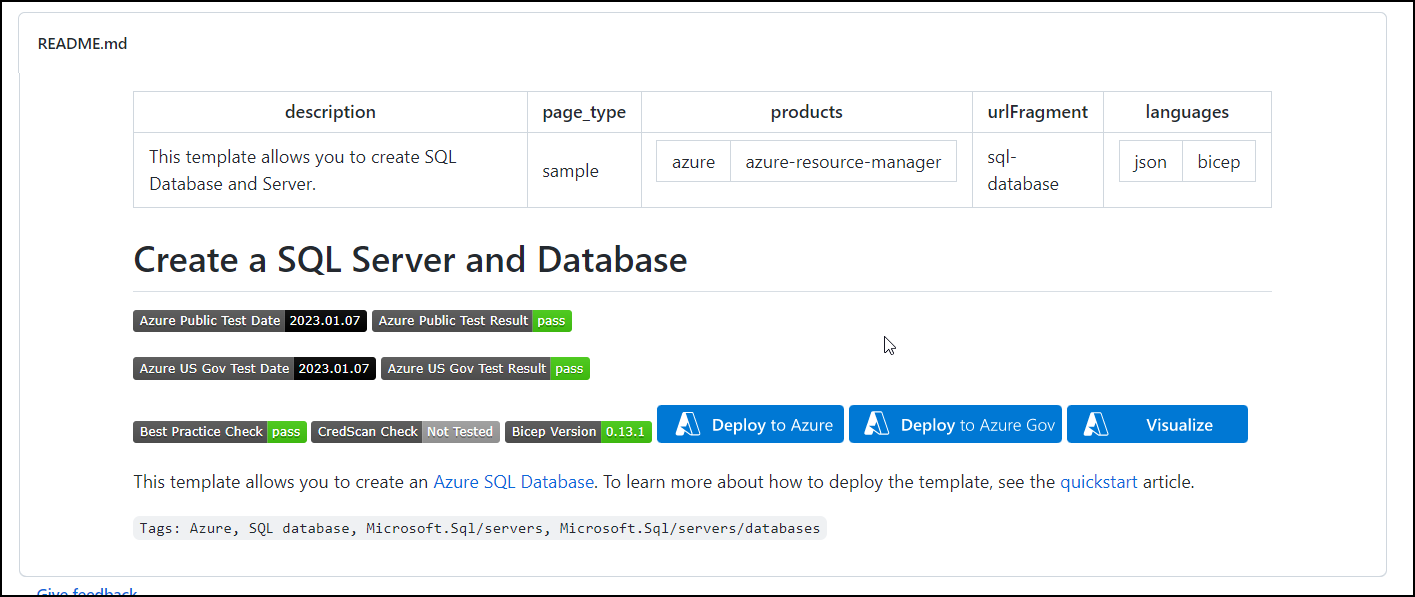 README.md
description page_type products urlFragment languages
This template allows you to create SQL Database and Server. sample azure azure-resource-manager sql-database json bicep
Create a SQL Server and Database
Azure Public Test Date 2023.01.07 Azure Public Test Result pass
Azure US Gov Test Date 2023.01.07 Azure US Gov Test Result pass
Best Practice Check pass CredScan Check Not Tested Bicep Version 0.13.1 Deploy to Azure Deploy to Azure Gov Visualize
This template allows you to create an Azure SQL Database. To learn more about how to deploy the template, see the quickstart article.
Tags: Azure, SQL database, Microsoft.Sql/servers, Microsoft.Sql/servers/databases
Give feedback